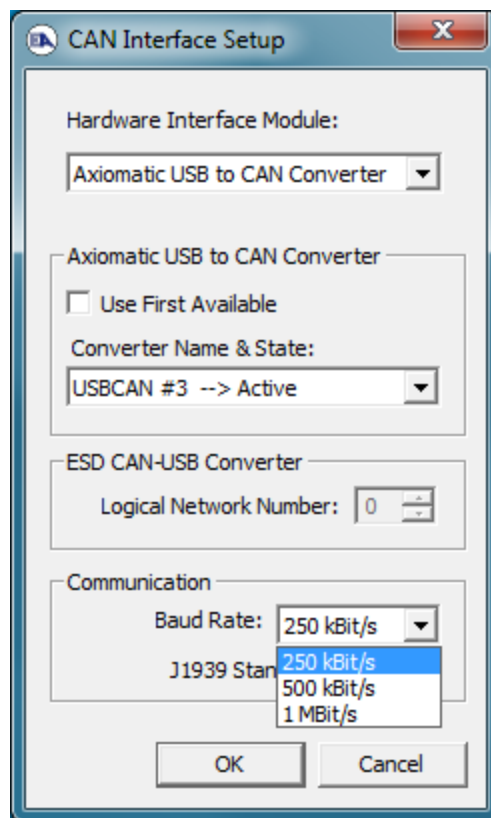 CAN Interface Setup
Hardware Interface Module:
Axiomatic USB to CAN Converter
Axiomatic USB to CAN Converter
Use First Available
Converter Name & State:
USBCAN #3 --> Active
ESD CAN-USB Converter
Logical Network Number: 0
Communication
Baud Rate: 250 kBit/s
J1939 Stan
250 kBit/s
500 kBit/s
1 MBit/s
OK Cancel